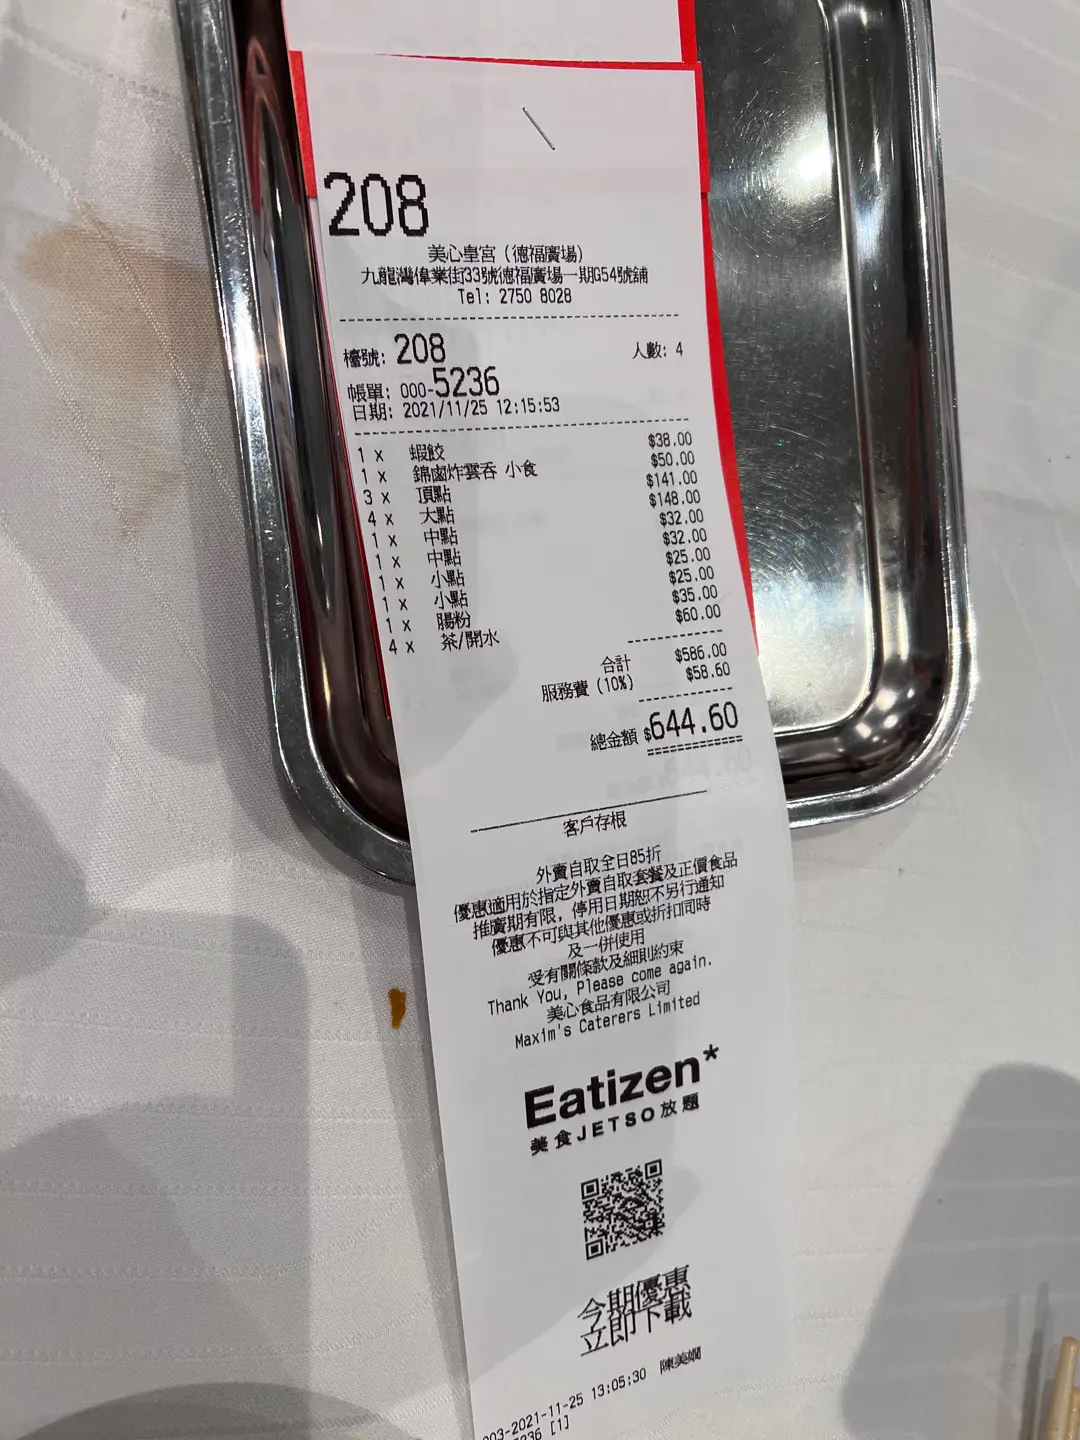 208
美心皇宮（德福廣場）
九龍灣偉業街33號德福廣場一期G54號舖
Tel: 2750 8028
檯號: 208 人數: 4
帳單: 000-5236
日期: 2021/11/25 12:15:53
1 x 蝦餃 $38.00
1 x 錦鹵炸雲吞 小食 $50.00
3 x 頂點 $141.00
4 x 大點 $148.00
1 x 中點 $32.00
1 x 中點 $32.00
1 x 小點 $25.00
1 x 小點 $25.00
1 x 腸粉 $35.00
4 x 茶/開水 $60.00
合計 $586.00
服務費 (10%) $58.60
總金額 $644.60
客戶存根
外賣自取全日85折
優惠適用於指定外賣自取套餐及正價食品
推廣期有限，停用日期恕不另行通知
優惠不可與其他優惠或折扣同時
及一併使用
受有關條款及細則約束
Thank You, Please come again.
美心食品有限公司
Maxim's Caterers Limited
Eatizen*
美食JETSO放題
今期優惠
立即下載
003-2021-11-25 13:05:30 陳美嫻
5236 [1]